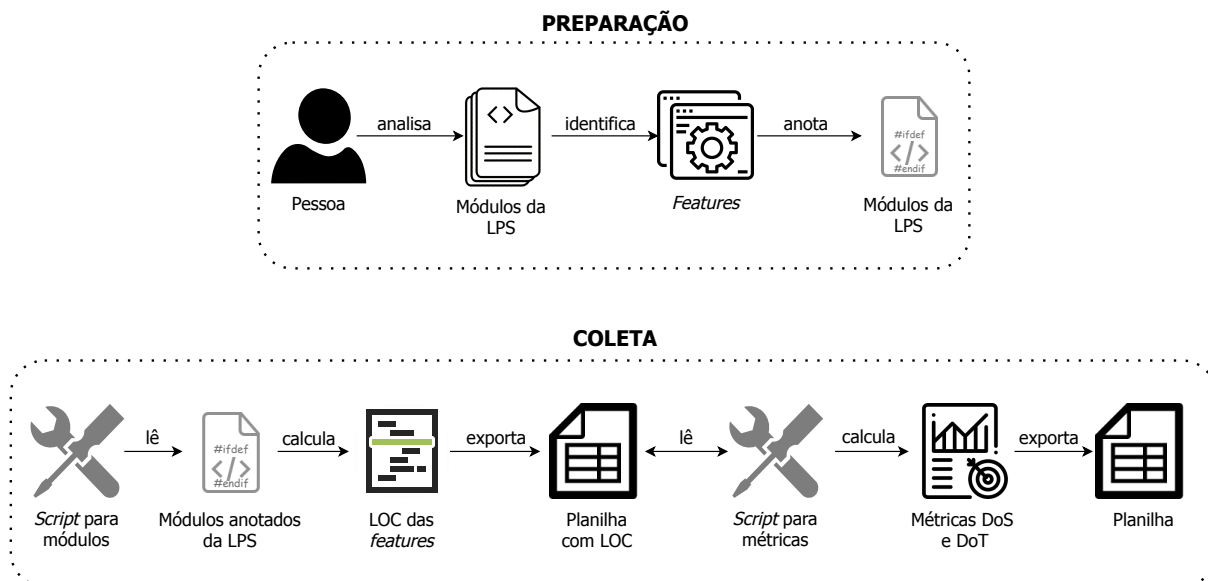 PREPARAÇÃO
analisa
identifica
anota
#ifdef
</>
#endif
<>
Pessoa
Módulos da
LPS
Features
Módulos da
LPS
COLETA
lê
calcula
exporta
lê
calcula
exporta
#ifdef
</>
#endif
Script para
módulos
Módulos anotados
da LPS
LOC das
features
Planilha
com LOC
Script para
métricas
Métricas DoS
e DoT
Planilha